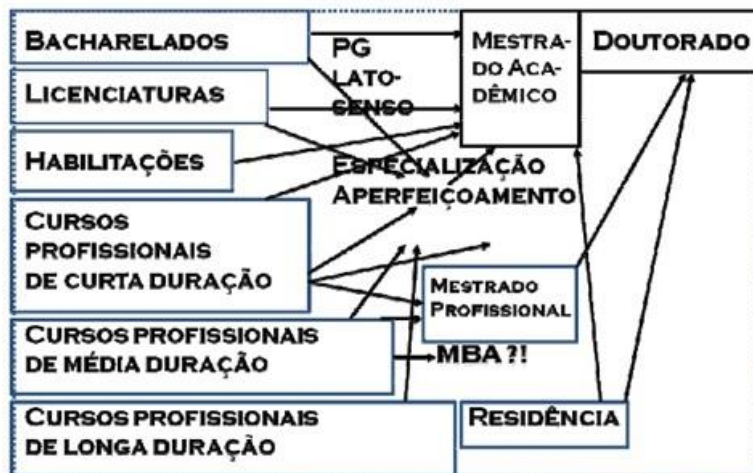 BACHARELADOS
LICENCIATURAS
HABILITAÇÕES
CURSOS
PROFISSIONAIS
DE CURTA DURAÇÃO
CURSOS PROFISSIONAIS
DE MÉDIA DURAÇÃO
CURSOS PROFISSIONAIS
DE LONGA DURAÇÃO
PG
LATO-
SENSO
ESPECIALIZAÇÃO
APERFEIÇOAMENTO
MESTRA-
DO ACA-
DÊMICO
DOUTORADO
MESTRADO
PROFISSIONAL
MBA ?!
RESIDÊNCIA